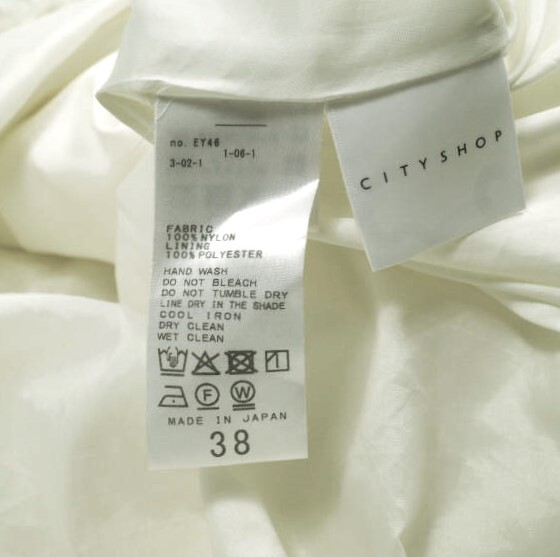 no. EY46
1-06-1
3-02-1
FABRIC
100% NYLON
LINING
100% POLYESTER
HAND WASH
DO NOT BLEACH
DO NOT TUMBLE DRY
LINE DRY IN THE SHADE
COOL IRON
DRY CLEAN
WET CLEAN
F W
MADE IN JAPAN
38
CITYSHOP